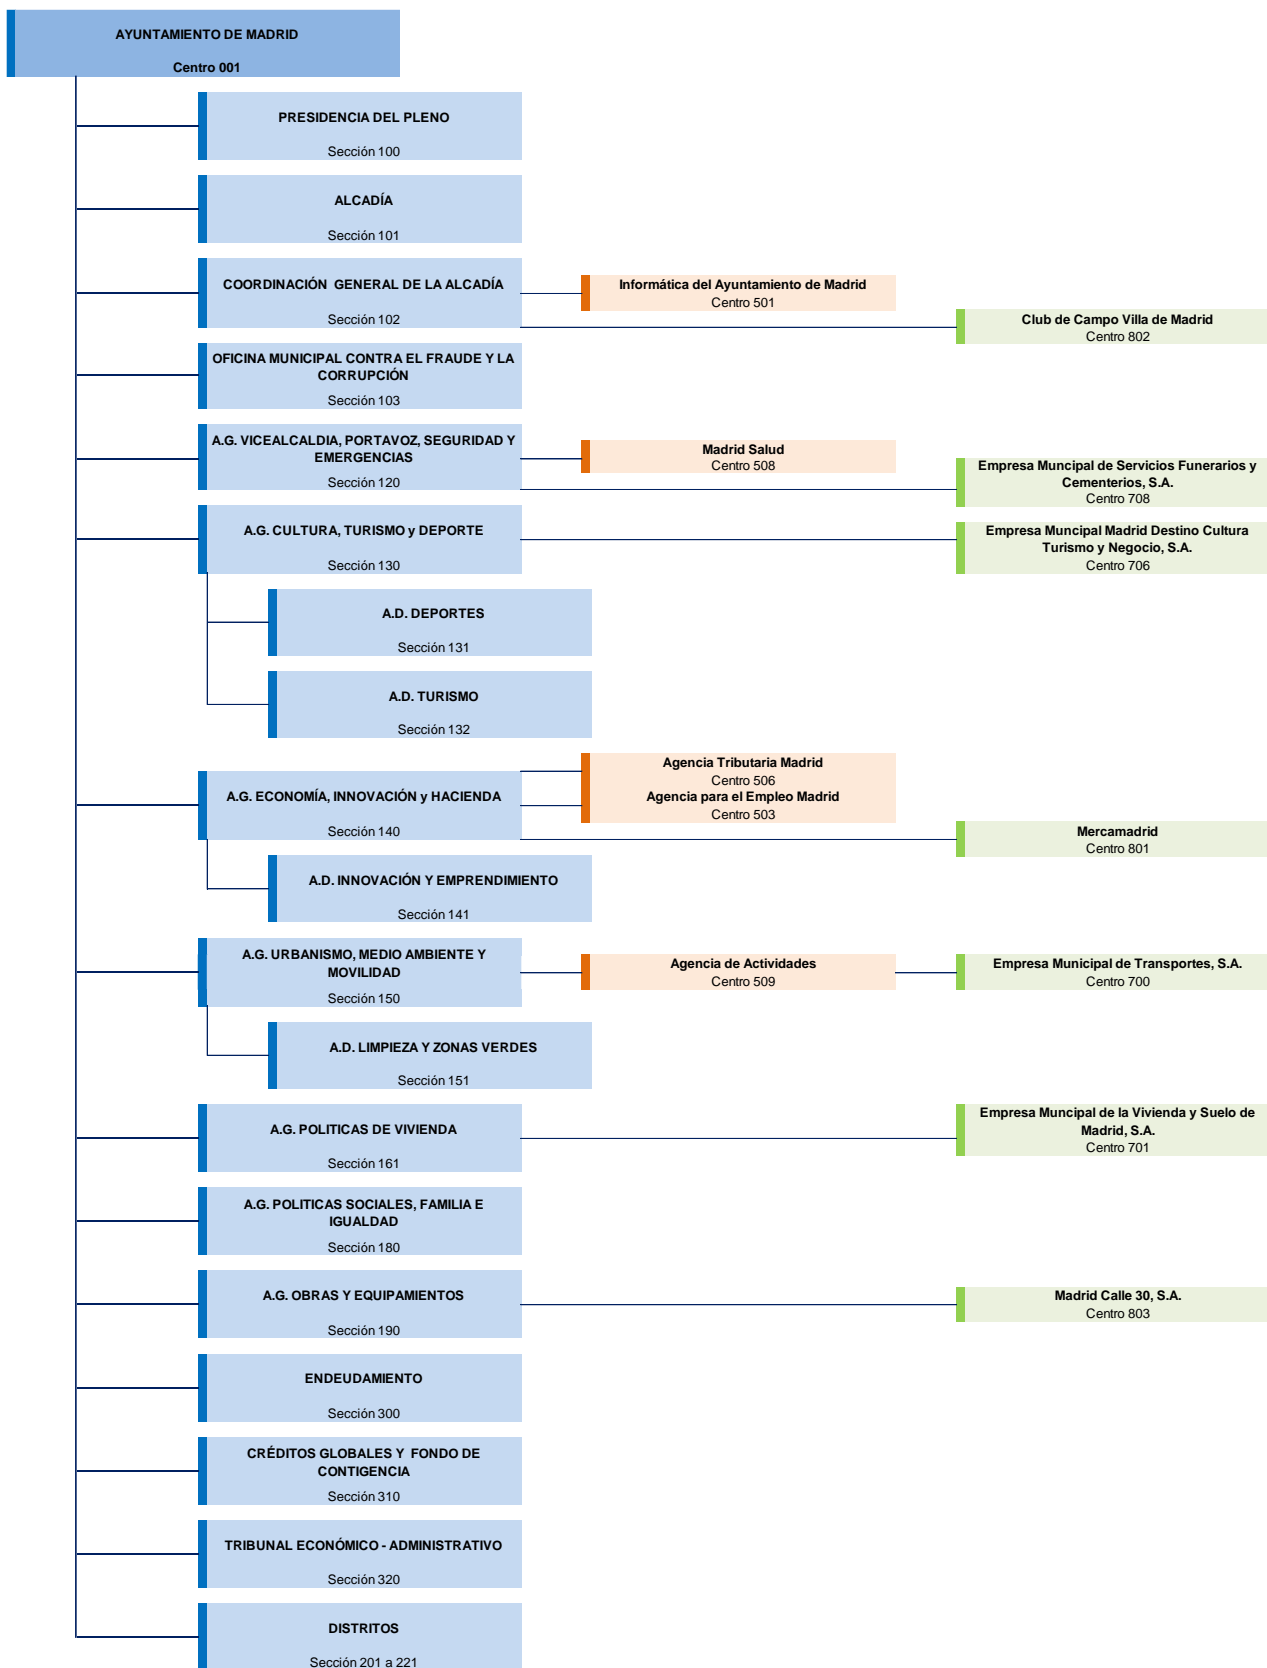 AYUNTAMIENTO DE MADRID
Centro 001
PRESIDENCIA DEL PLENO
Sección 100
ALCADÍA
Sección 101
COORDINACIÓN GENERAL DE LA ALCADÍA
Sección 102
Informática del Ayuntamiento de Madrid
Centro 501
Club de Campo Villa de Madrid
Centro 802
OFICINA MUNICIPAL CONTRA EL FRAUDE Y LA
CORRUPCIÓN
Sección 103
A.G. VICEALCALDIA, PORTAVOZ, SEGURIDAD Y
EMERGENCIAS
Sección 120
Madrid Salud
Centro 508
Empresa Muncipal de Servicios Funerarios y
Cementerios, S.A.
Centro 708
A.G. CULTURA, TURISMO y DEPORTE
Sección 130
Empresa Muncipal Madrid Destino Cultura
Turismo y Negocio, S.A.
Centro 706
A.D. DEPORTES
Sección 131
A.D. TURISMO
Sección 132
A.G. ECONOMÍA, INNOVACIÓN y HACIENDA
Sección 140
Agencia Tributaria Madrid
Centro 506
Agencia para el Empleo Madrid
Centro 503
Mercamadrid
Centro 801
A.D. INNOVACIÓN Y EMPRENDIMIENTO
Sección 141
A.G. URBANISMO, MEDIO AMBIENTE Y
MOVILIDAD
Sección 150
Agencia de Actividades
Centro 509
Empresa Municipal de Transportes, S.A.
Centro 700
A.D. LIMPIEZA Y ZONAS VERDES
Sección 151
A.G. POLITICAS DE VIVIENDA
Sección 161
Empresa Muncipal de la Vivienda y Suelo de
Madrid, S.A.
Centro 701
A.G. POLITICAS SOCIALES, FAMILIA E
IGUALDAD
Sección 180
A.G. OBRAS Y EQUIPAMIENTOS
Sección 190
Madrid Calle 30, S.A.
Centro 803
ENDEUDAMIENTO
Sección 300
CRÉDITOS GLOBALES Y FONDO DE
CONTIGENCIA
Sección 310
TRIBUNAL ECONÓMICO - ADMINISTRATIVO
Sección 320
DISTRITOS
Sección 201 a 221